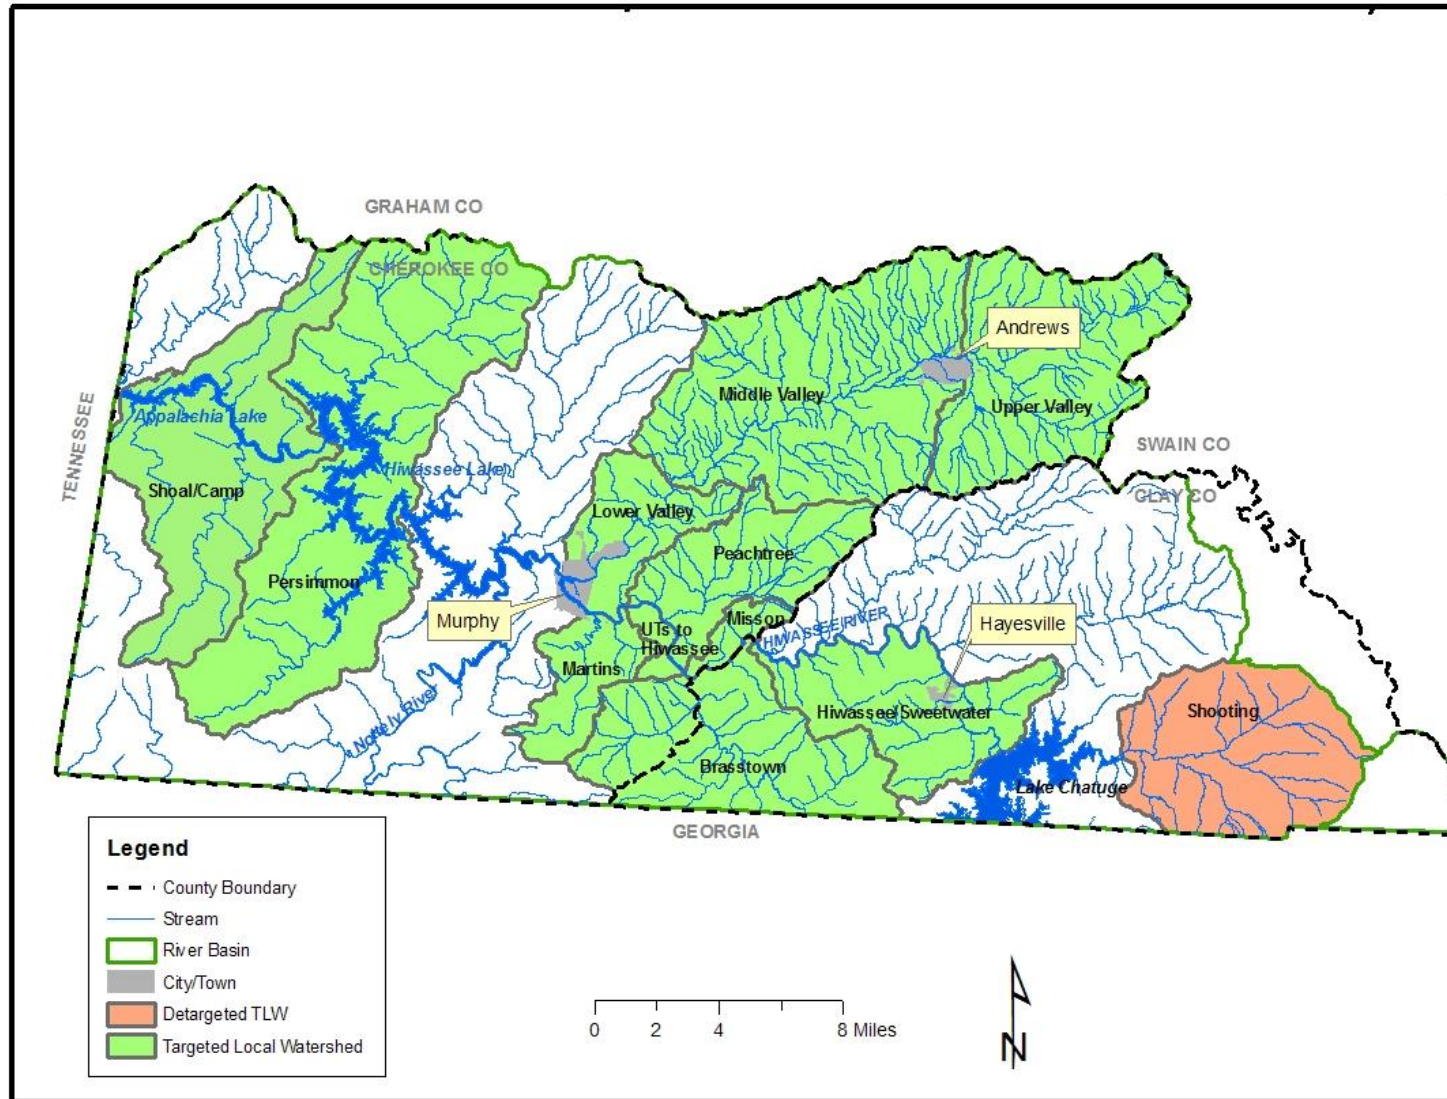 GRAHAM CO
CHEROKEE CO
Andrews
Middle Valley
Upper Valley
TENNESSEE
Appalachia Lake
SWAIN CO
Hiwassee Lake
Shoal/Camp
CLAY CO
Lower Valley
Peachtree
Persimmon
Murphy
Misson
HIWASSEE RIVER
Hayesville
UTs to
Hiwassee
Martins
Nottely River
Hiwassee/Sweetwater
Shooting
Brasstown
Lake Chatuge
GEORGIA
Legend
County Boundary
Stream
River Basin
City/Town
Detargeted TLW
Targeted Local Watershed
0 2 4 8 Miles
N